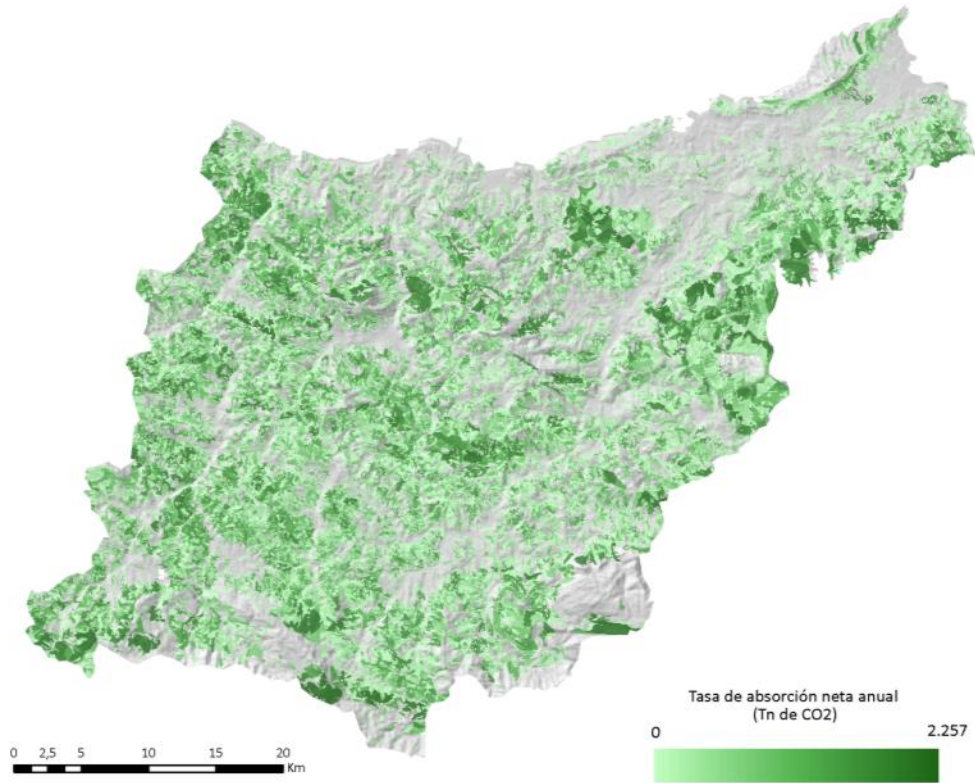 Tasa de absorción neta anual
(Tn de CO2)
0 2.257
0 2,5 5 10 15 20
Km